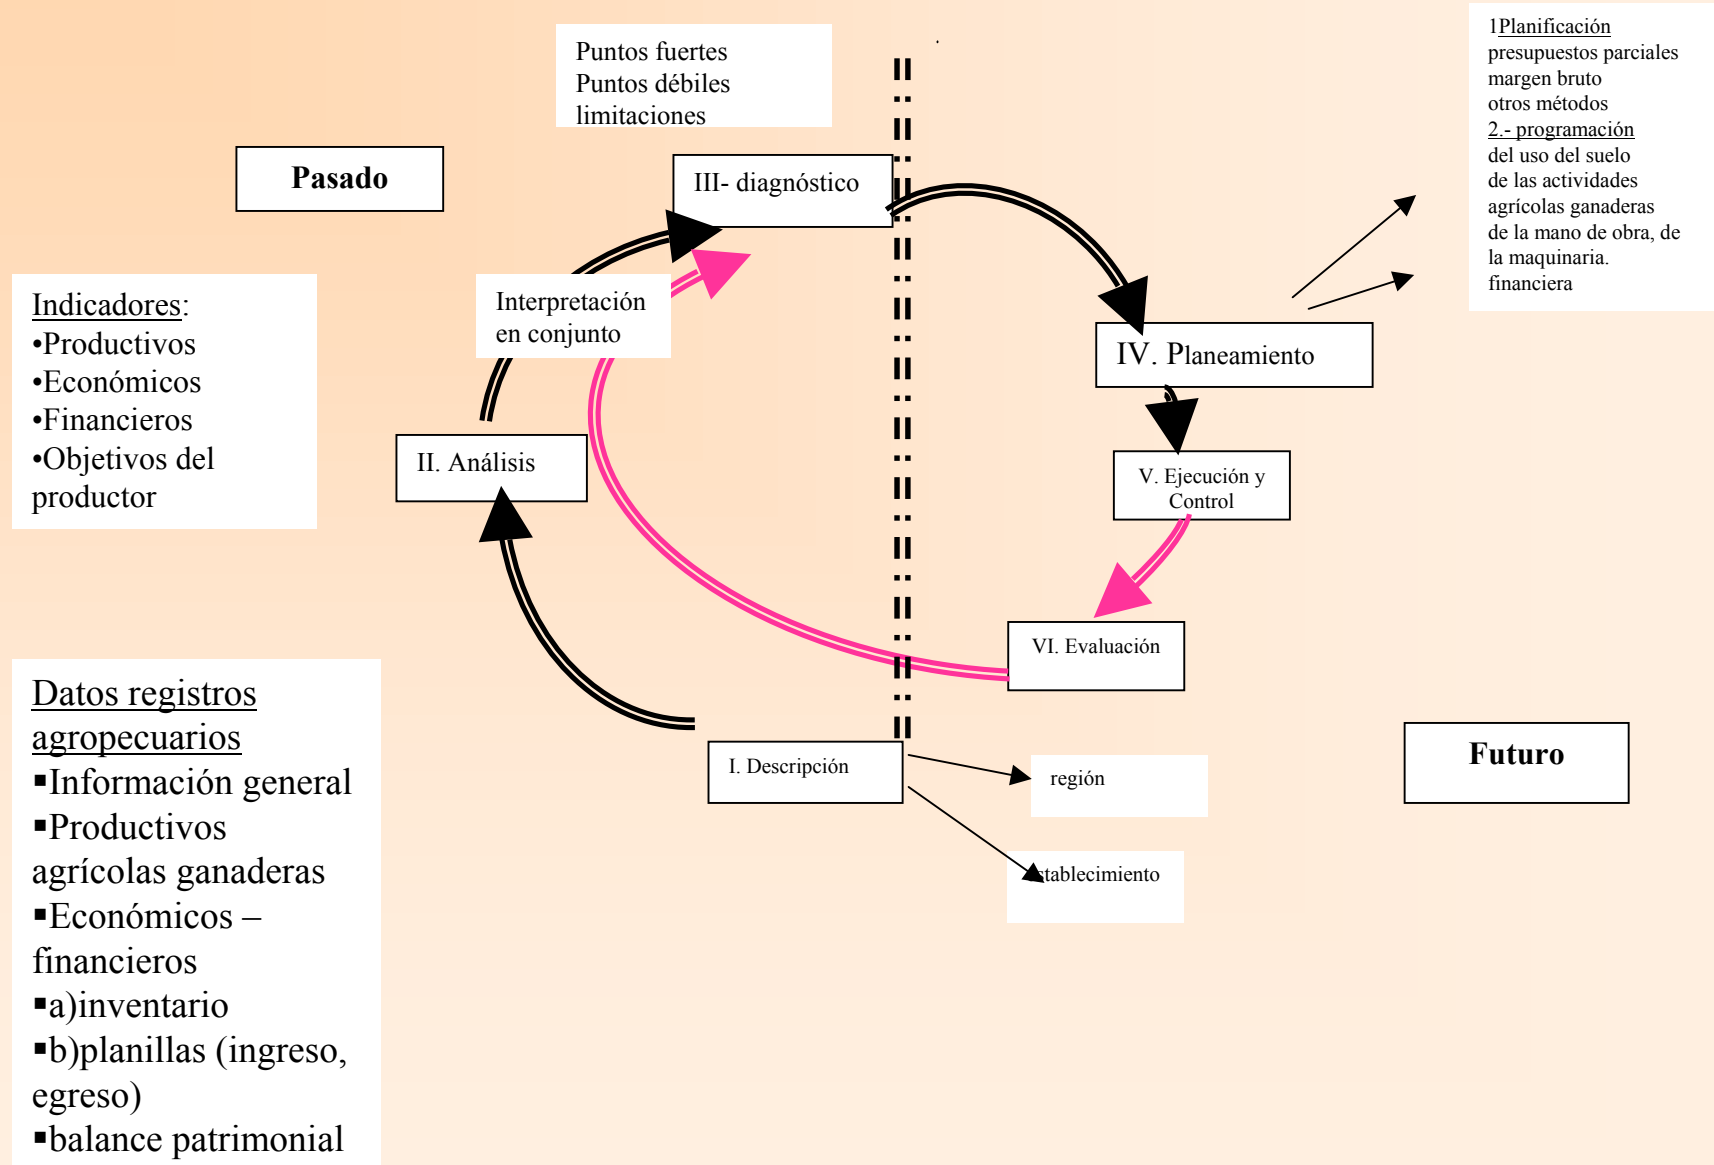 Puntos fuertes
Puntos débiles
limitaciones
1Planificación
presupuestos parciales
margen bruto
otros métodos
2.- programación
del uso del suelo
de las actividades
agrícolas ganaderas
de la mano de obra, de
la maquinaria.
financiera
Pasado
III- diagnóstico
Indicadores:
•Productivos
•Económicos
•Financieros
•Objetivos del
productor
Interpretación
en conjunto
IV. Planeamiento
II. Análisis
V. Ejecución y
Control
VI. Evaluación
Datos registros
agropecuarios
▪Información general
▪Productivos
agrícolas ganaderas
▪Económicos –
financieros
▪a)inventario
▪b)planillas (ingreso,
egreso)
▪balance patrimonial
I. Descripción
región
establecimiento
Futuro